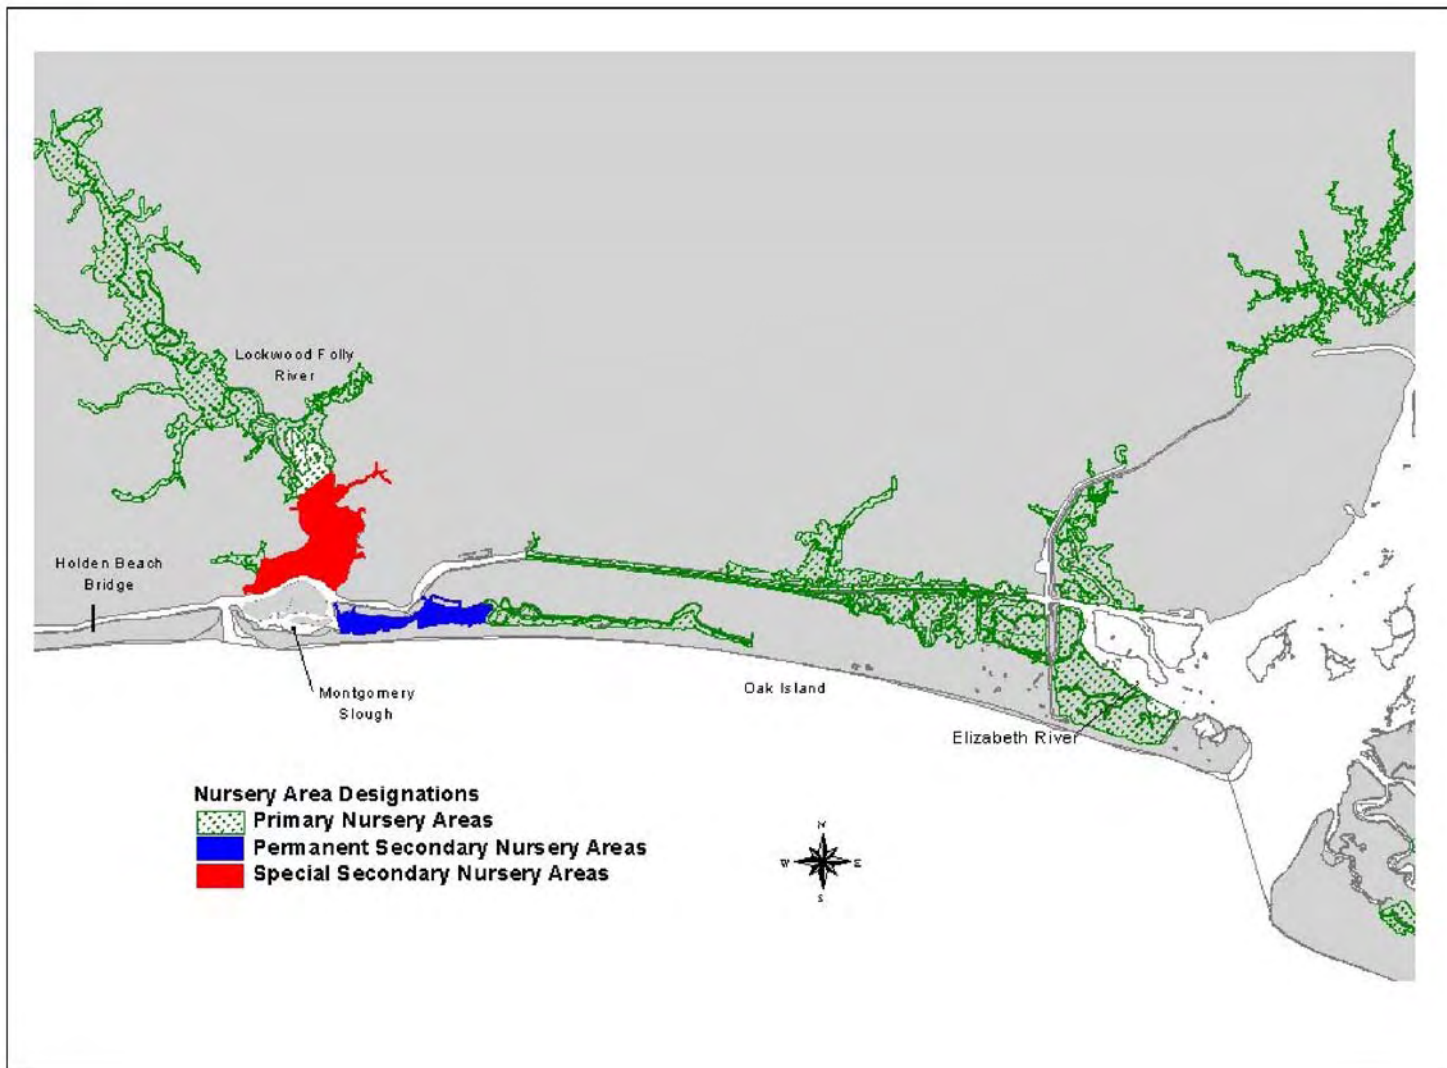 Lockwood Folly
River
Holden Beach
Bridge
Montgomery
Slough
Oak Island
Elizabeth River
Nursery Area Designations
Primary Nursery Areas
Permanent Secondary Nursery Areas
Special Secondary Nursery Areas
N
W E
S